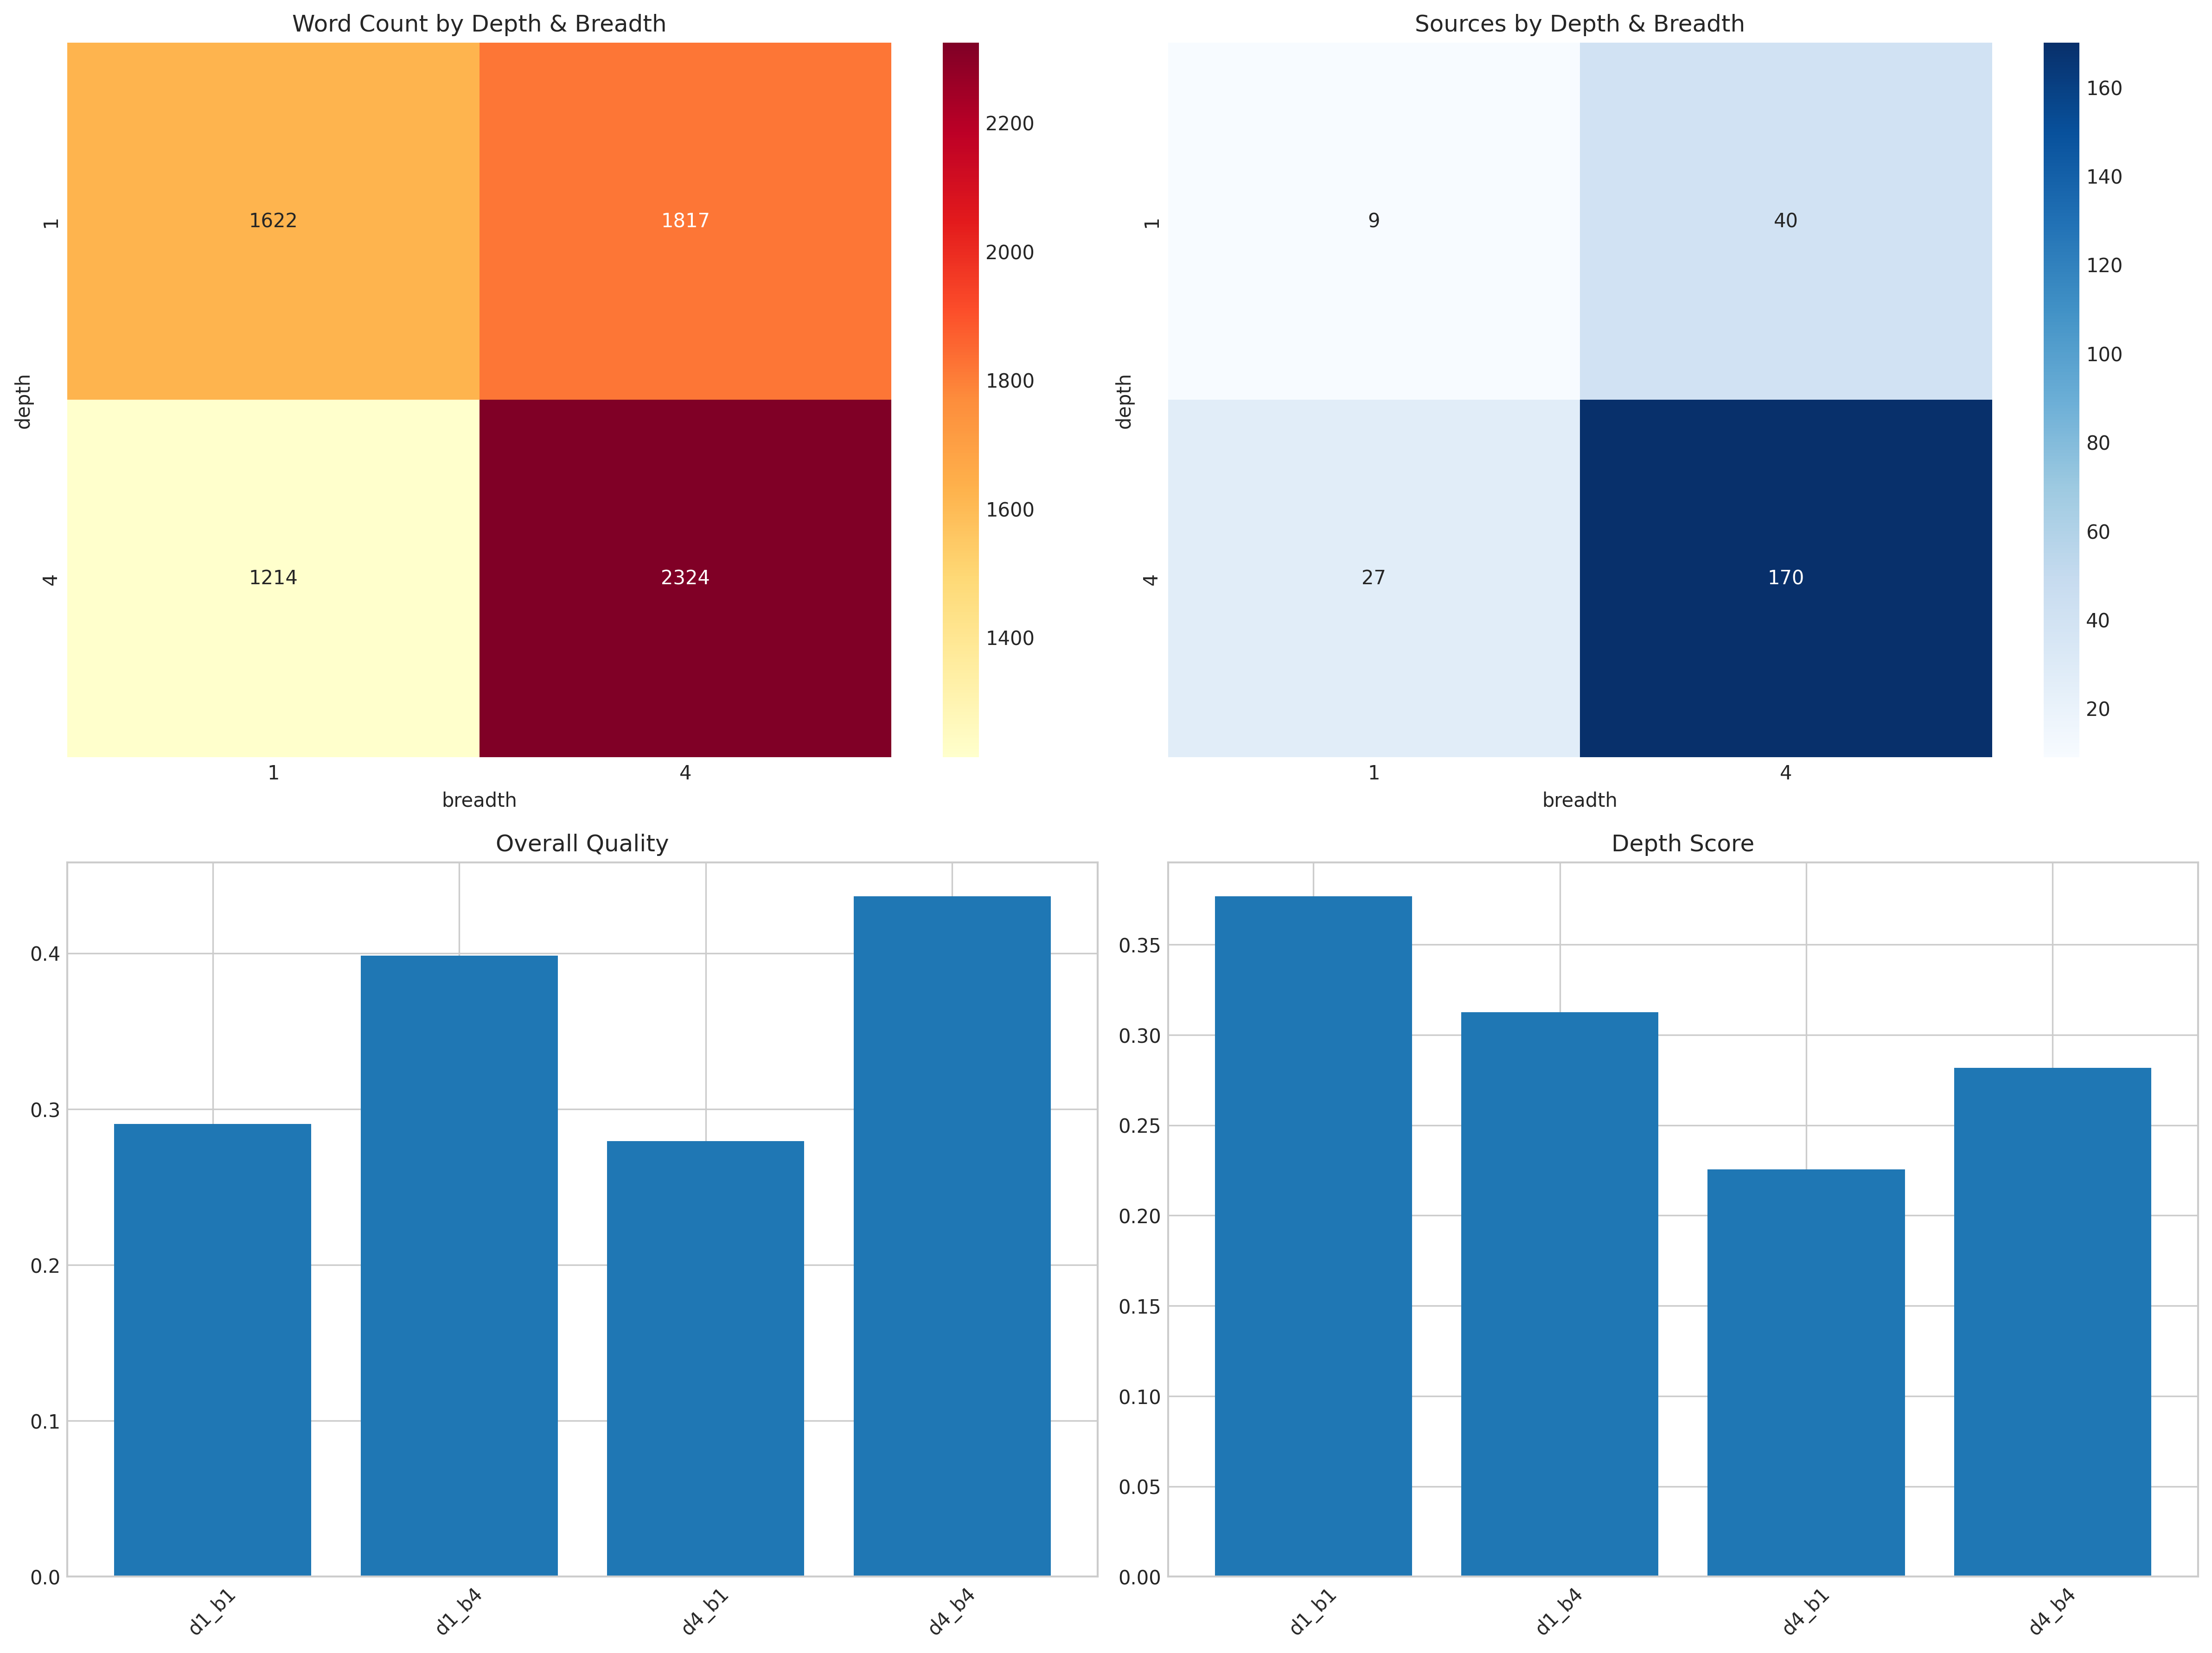 Word Count by Depth & Breadth
1622
1817
1214
2324
depth
1
4
1
4
breadth
2200
2000
1800
1600
1400
Sources by Depth & Breadth
9
40
27
170
depth
1
4
1
4
breadth
160
140
120
100
80
60
40
20
Overall Quality
0.4
0.3
0.2
0.1
0.0
d1_b1
d1_b4
d4_b1
d4_b4
Depth Score
0.35
0.30
0.25
0.20
0.15
0.10
0.05
0.00
d1_b1
d1_b4
d4_b1
d4_b4